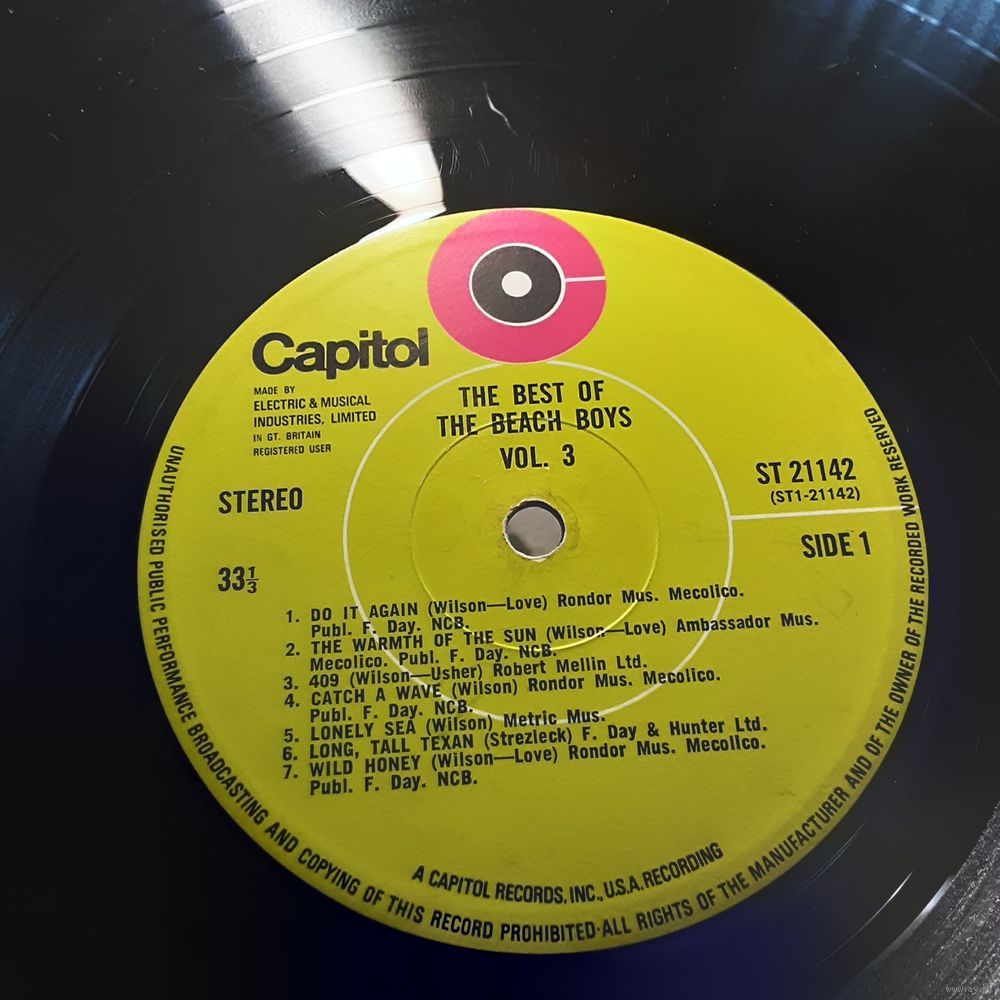 Capitol
MADE BY
ELECTRIC & MUSICAL
INDUSTRIES, LIMITED
IN GT. BRITAIN
REGISTERED USER
THE BEST OF
THE BEACH BOYS
VOL. 3
STEREO
33⅓
ST 21142
(ST1-21142)
SIDE 1
1. DO IT AGAIN (Wilson—Love) Rondor Mus. Mecolico.
Publ. F. Day. NCB.
2. THE WARMTH OF THE SUN (Wilson—Love) Ambassador Mus.
Mecolico. Publ. F. Day. NCB.
3. 409 (Wilson—Usher) Robert Mellin Ltd.
4. CATCH A WAVE (Wilson) Rondor Mus. Mecolico.
Publ. F. Day. NCB.
5. LONELY SEA (Wilson) Metric Mus.
6. LONG, TALL TEXAN (Strezleck) F. Day & Hunter Ltd.
7. WILD HONEY (Wilson—Love) Rondor Mus. Mecolico.
Publ. F. Day. NCB.
A CAPITOL RECORDS, INC., U.S.A. RECORDING
UNAUTHORISED PUBLIC PERFORMANCE BROADCASTING AND COPYING OF THIS RECORD PROHIBITED·ALL RIGHTS OF THE MANUFACTURER AND OF THE OWNER OF THE RECORDED WORK RESERVED